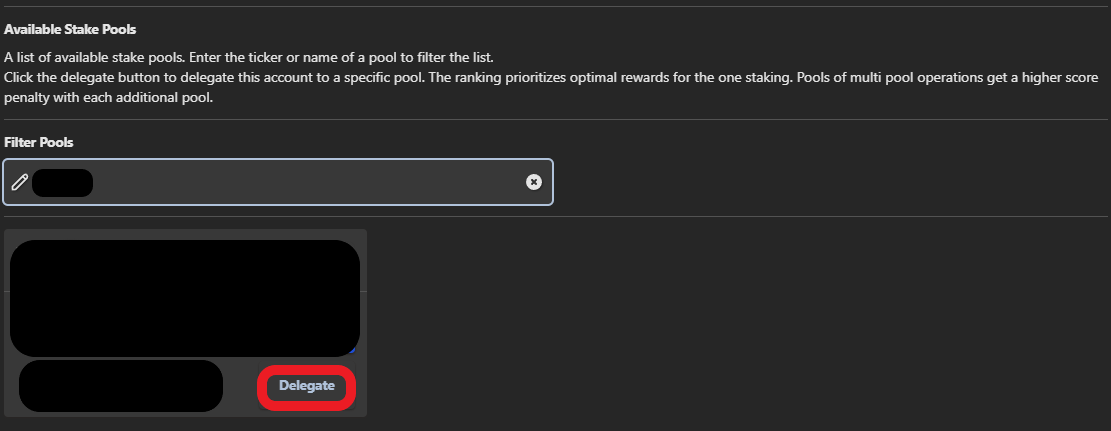 Available Stake Pools
A list of available stake pools. Enter the ticker or name of a pool to filter the list.
Click the delegate button to delegate this account to a specific pool. The ranking prioritizes optimal rewards for the one staking. Pools of multi pool operations get a higher score
penalty with each additional pool.
Filter Pools
Delegate